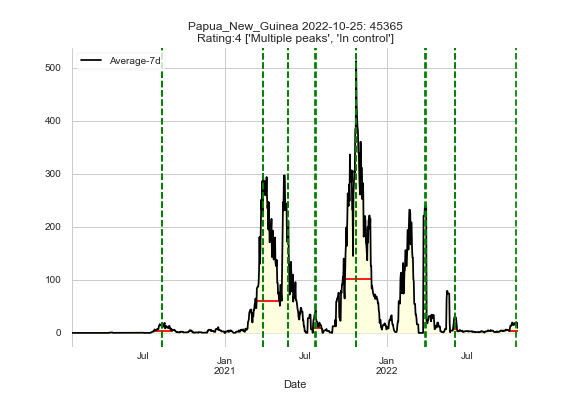 Papua_New_Guinea 2022-10-25: 45365
Rating:4 ['Multiple peaks', 'In control']
Average-7d
500
400
300
200
100
0
Jul
Jan
2021
Jul
Jan
2022
Jul
Date